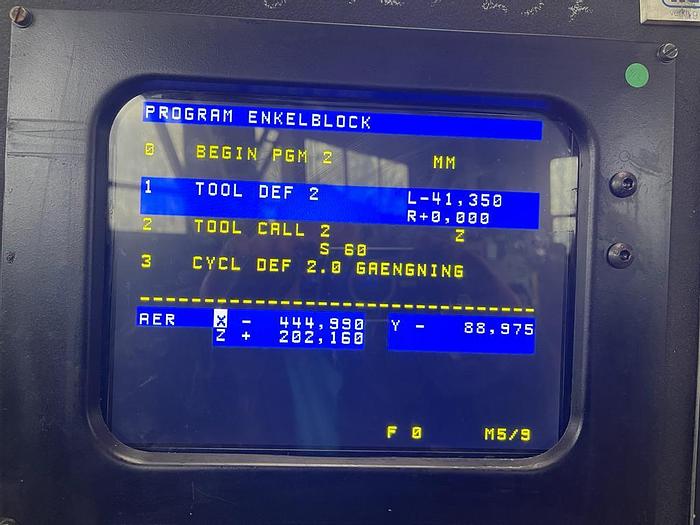 PROGRAM ENKELBLOCK
0 BEGIN PGM 2 MM
1 TOOL DEF 2 L-41,350
R+0,000
2 TOOL CALL 2 Z
S 60
3 CYCL DEF 2.0 GAENGNING
AER X - 444,990 Y - 88,975
Z + 202,160
F 0 M5/9